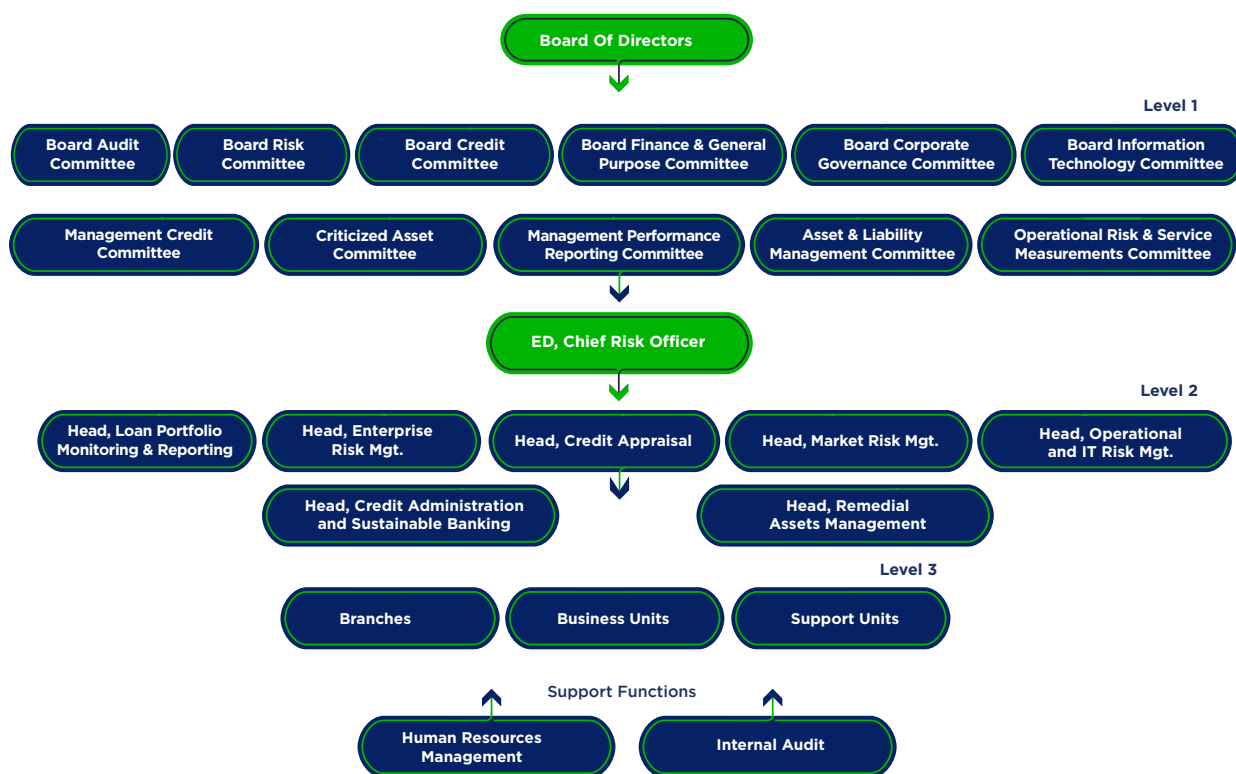 Board Of Directors
Level 1
Board Audit
Committee
Board Risk
Committee
Board Credit
Committee
Board Finance & General
Purpose Committee
Board Corporate
Governance Committee
Board Information
Technology Committee
Management Credit
Committee
Criticized Asset
Committee
Management Performance
Reporting Committee
Asset & Liability
Management Committee
Operational Risk & Service
Measurements Committee
ED, Chief Risk Officer
Level 2
Head, Loan Portfolio
Monitoring & Reporting
Head, Enterprise
Risk Mgt.
Head, Credit Appraisal
Head, Market Risk Mgt.
Head, Operational
and IT Risk Mgt.
Head, Credit Administration
and Sustainable Banking
Head, Remedial
Assets Management
Level 3
Branches
Business Units
Support Units
Support Functions
Human Resources
Management
Internal Audit